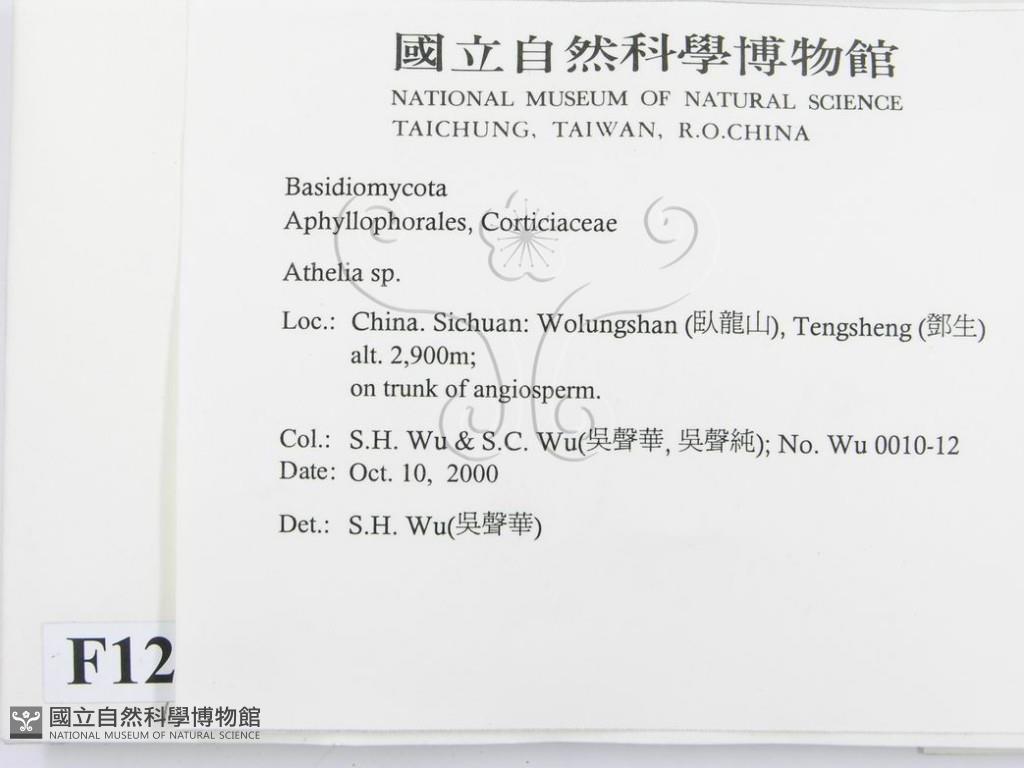 國立自然科學博物館
NATIONAL MUSEUM OF NATURAL SCIENCE
TAICHUNG, TAIWAN, R.O.CHINA
Basidiomycota
Aphyllophorales, Corticiaceae
Athelia sp.
Loc.: China. Sichuan: Wolungshan (臥龍山), Tengsheng (鄧生)
alt. 2,900m;
on trunk of angiosperm.
Col.: S.H. Wu & S.C. Wu(吳聲華, 吳聲純); No. Wu 0010-12
Date: Oct. 10, 2000
Det.: S.H. Wu(吳聲華)
F12
國立自然科學博物館
NATIONAL MUSEUM OF NATURAL SCIENCE